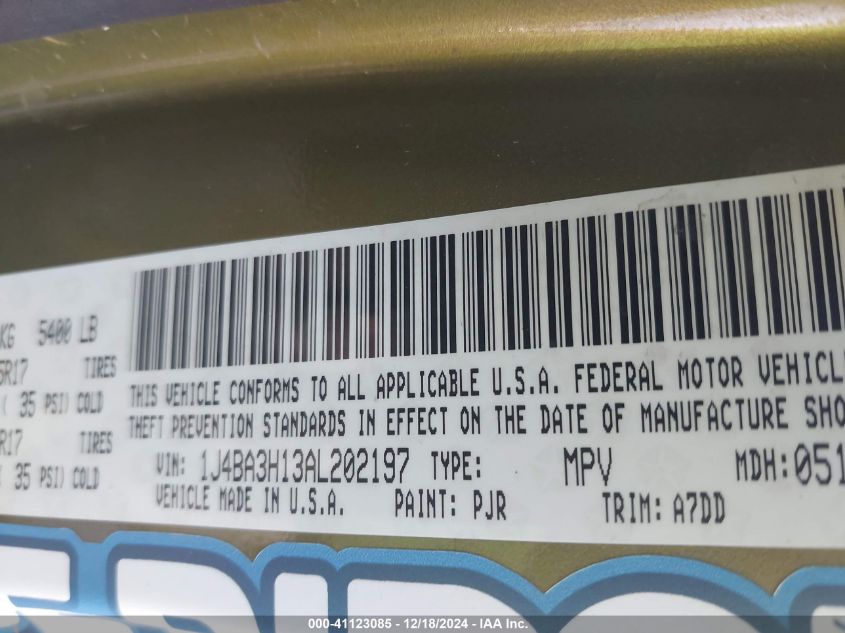 KG 5400 LB
5R17 TIRES
( 35 PSI) COLD
R17 TIRES
35 PSI) COLD
THIS VEHICLE CONFORMS TO ALL APPLICABLE U.S.A. FEDERAL MOTOR VEHICLE
THEFT PREVENTION STANDARDS IN EFFECT ON THE DATE OF MANUFACTURE SHO
VIN: 1J4BA3H13AL202197 TYPE: MPV MDH:051
VEHICLE MADE IN U.S.A. PAINT: PJR TRIM: A7DD
000-41123085 - 12/18/2024 - IAA Inc.